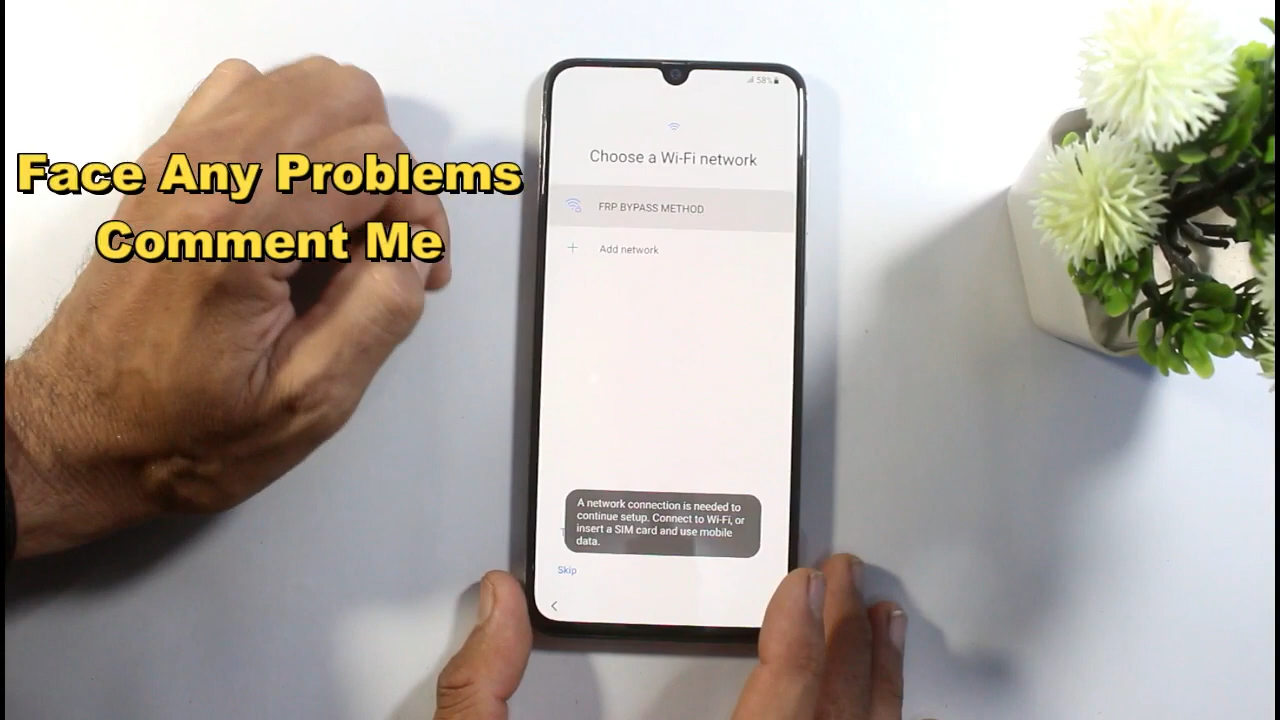 58%
Choose a Wi-Fi network
Face Any Problems
Comment Me
FRP BYPASS METHOD
Add network
A network connection is needed to
continue setup. Connect to Wi-Fi, or
insert a SIM card and use mobile
data.
Skip